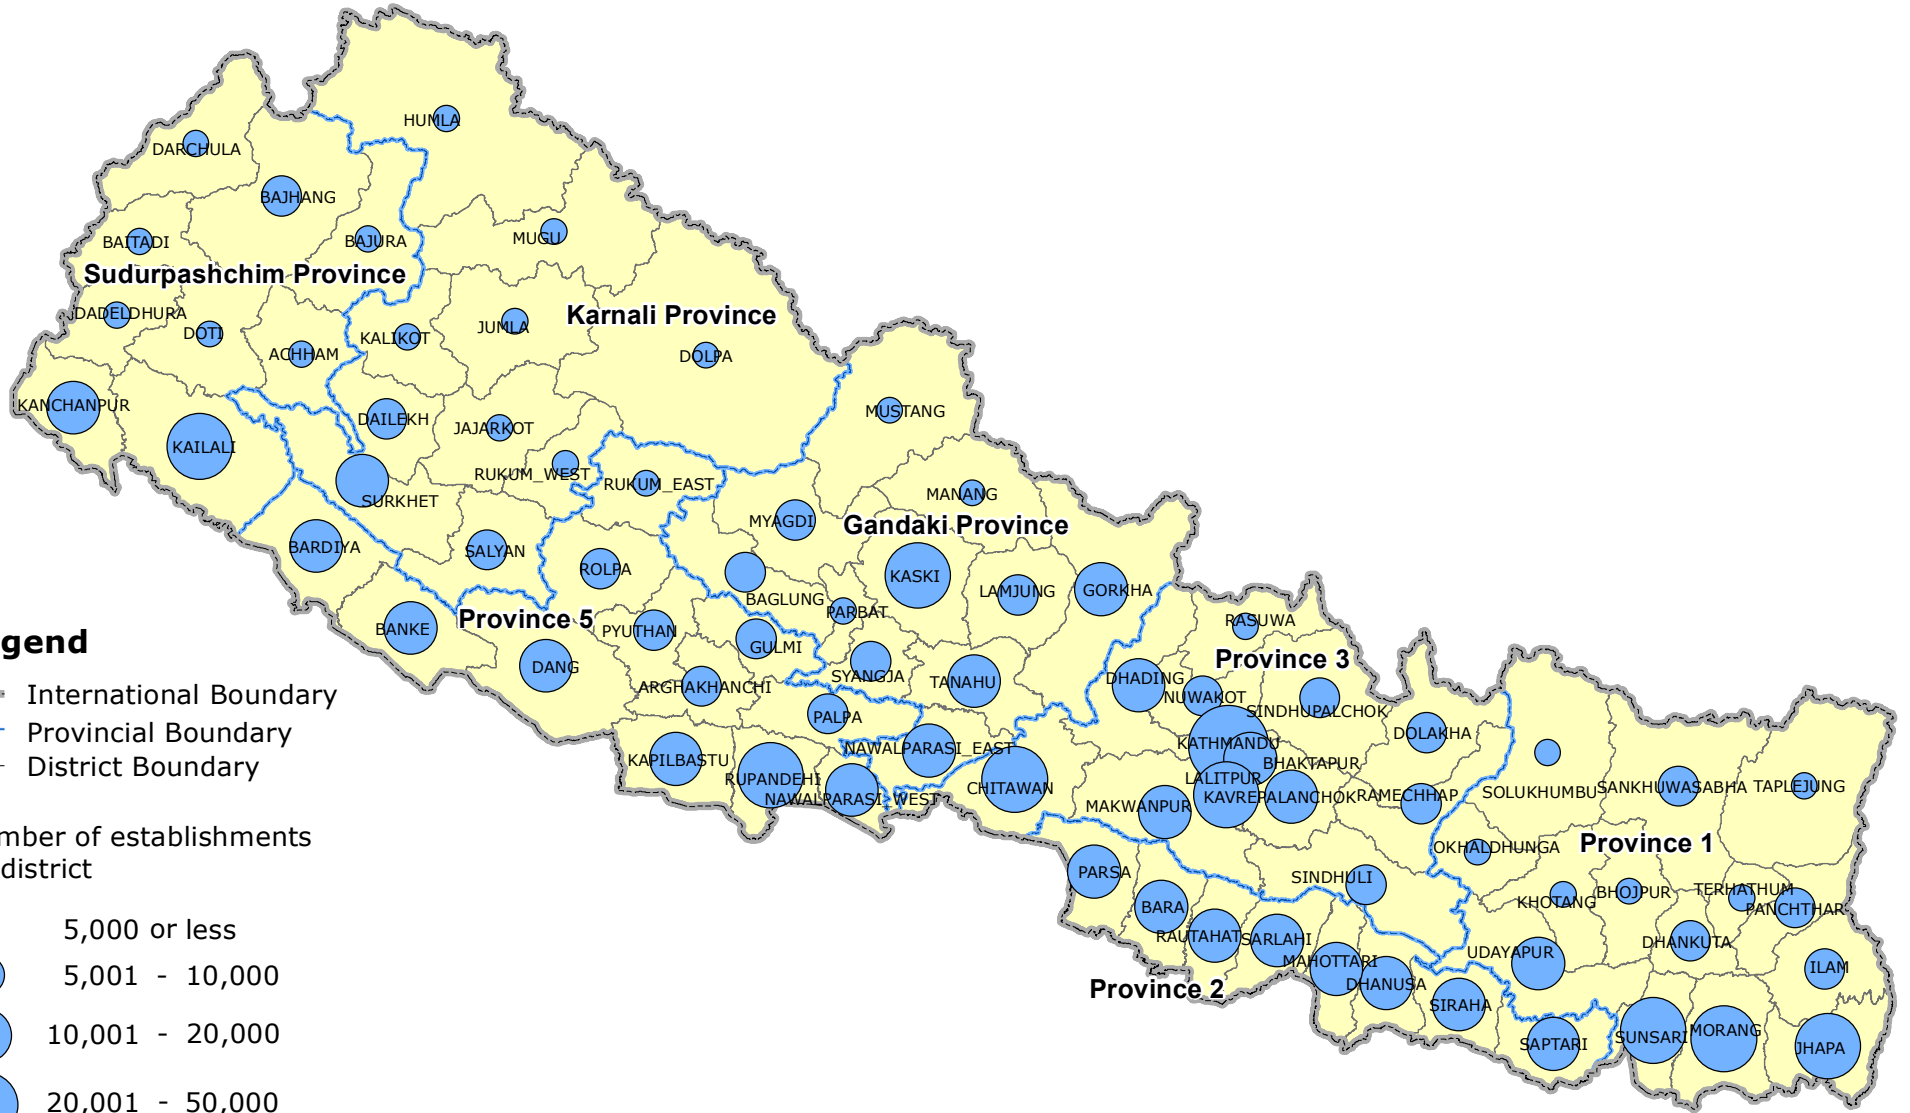 HUMLA
DARCHULA
BAJHANG
BAITADI
BAJURA
MUGU
Sudurpashchim Province
DADELDHURA
DOTI
ACHHAM
KALIKOT
JUMLA
Karnali Province
DOLPA
KANCHANPUR
KAILALI
DAILEKH
JAJARKOT
MUSTANG
RUKUM_WEST
RUKUM_EAST
SURKHET
MANANG
MYAGDI
Gandaki Province
BARDIYA
SALYAN
ROLPA
KASKI
LAMJUNG
GORKHA
BAGLUNG
PARBAT
BANKE
Province 5
PYUTHAN
GULMI
RASUWA
Province 3
DANG
ARGHAKHANCHI
SYANGJA
TANAHU
DHADING
NUWAKOT
SINDHUPALCHOK
PALPA
DOLAKHA
KATHMANDU
NAWALPARASI_EAST
BHAKTAPUR
KAPILBASTU
RUPANDEHI
LALITPUR
NAWALPARASI_WEST
CHITAWAN
KAVREPALANCHOK
RAMECHHAP
SOLUKHUMBU
SANKHUWASABHA
TAPLEJUNG
MAKWANPUR
OKHALDHUNGA
Province 1
PARSA
SINDHULI
KHOTANG
BHOJPUR
TERHATHUM
PANCHTHAR
BARA
RAUTAHAT
SARLAHI
DHANKUTA
MAHOTTARI
UDAYAPUR
ILAM
Province 2
DHANUSA
SIRAHA
SAPTARI
SUNSARI
MORANG
JHAPA
gend
International Boundary
Provincial Boundary
District Boundary
mber of establishments
district
5,000 or less
5,001 - 10,000
10,001 - 20,000
20,001 - 50,000